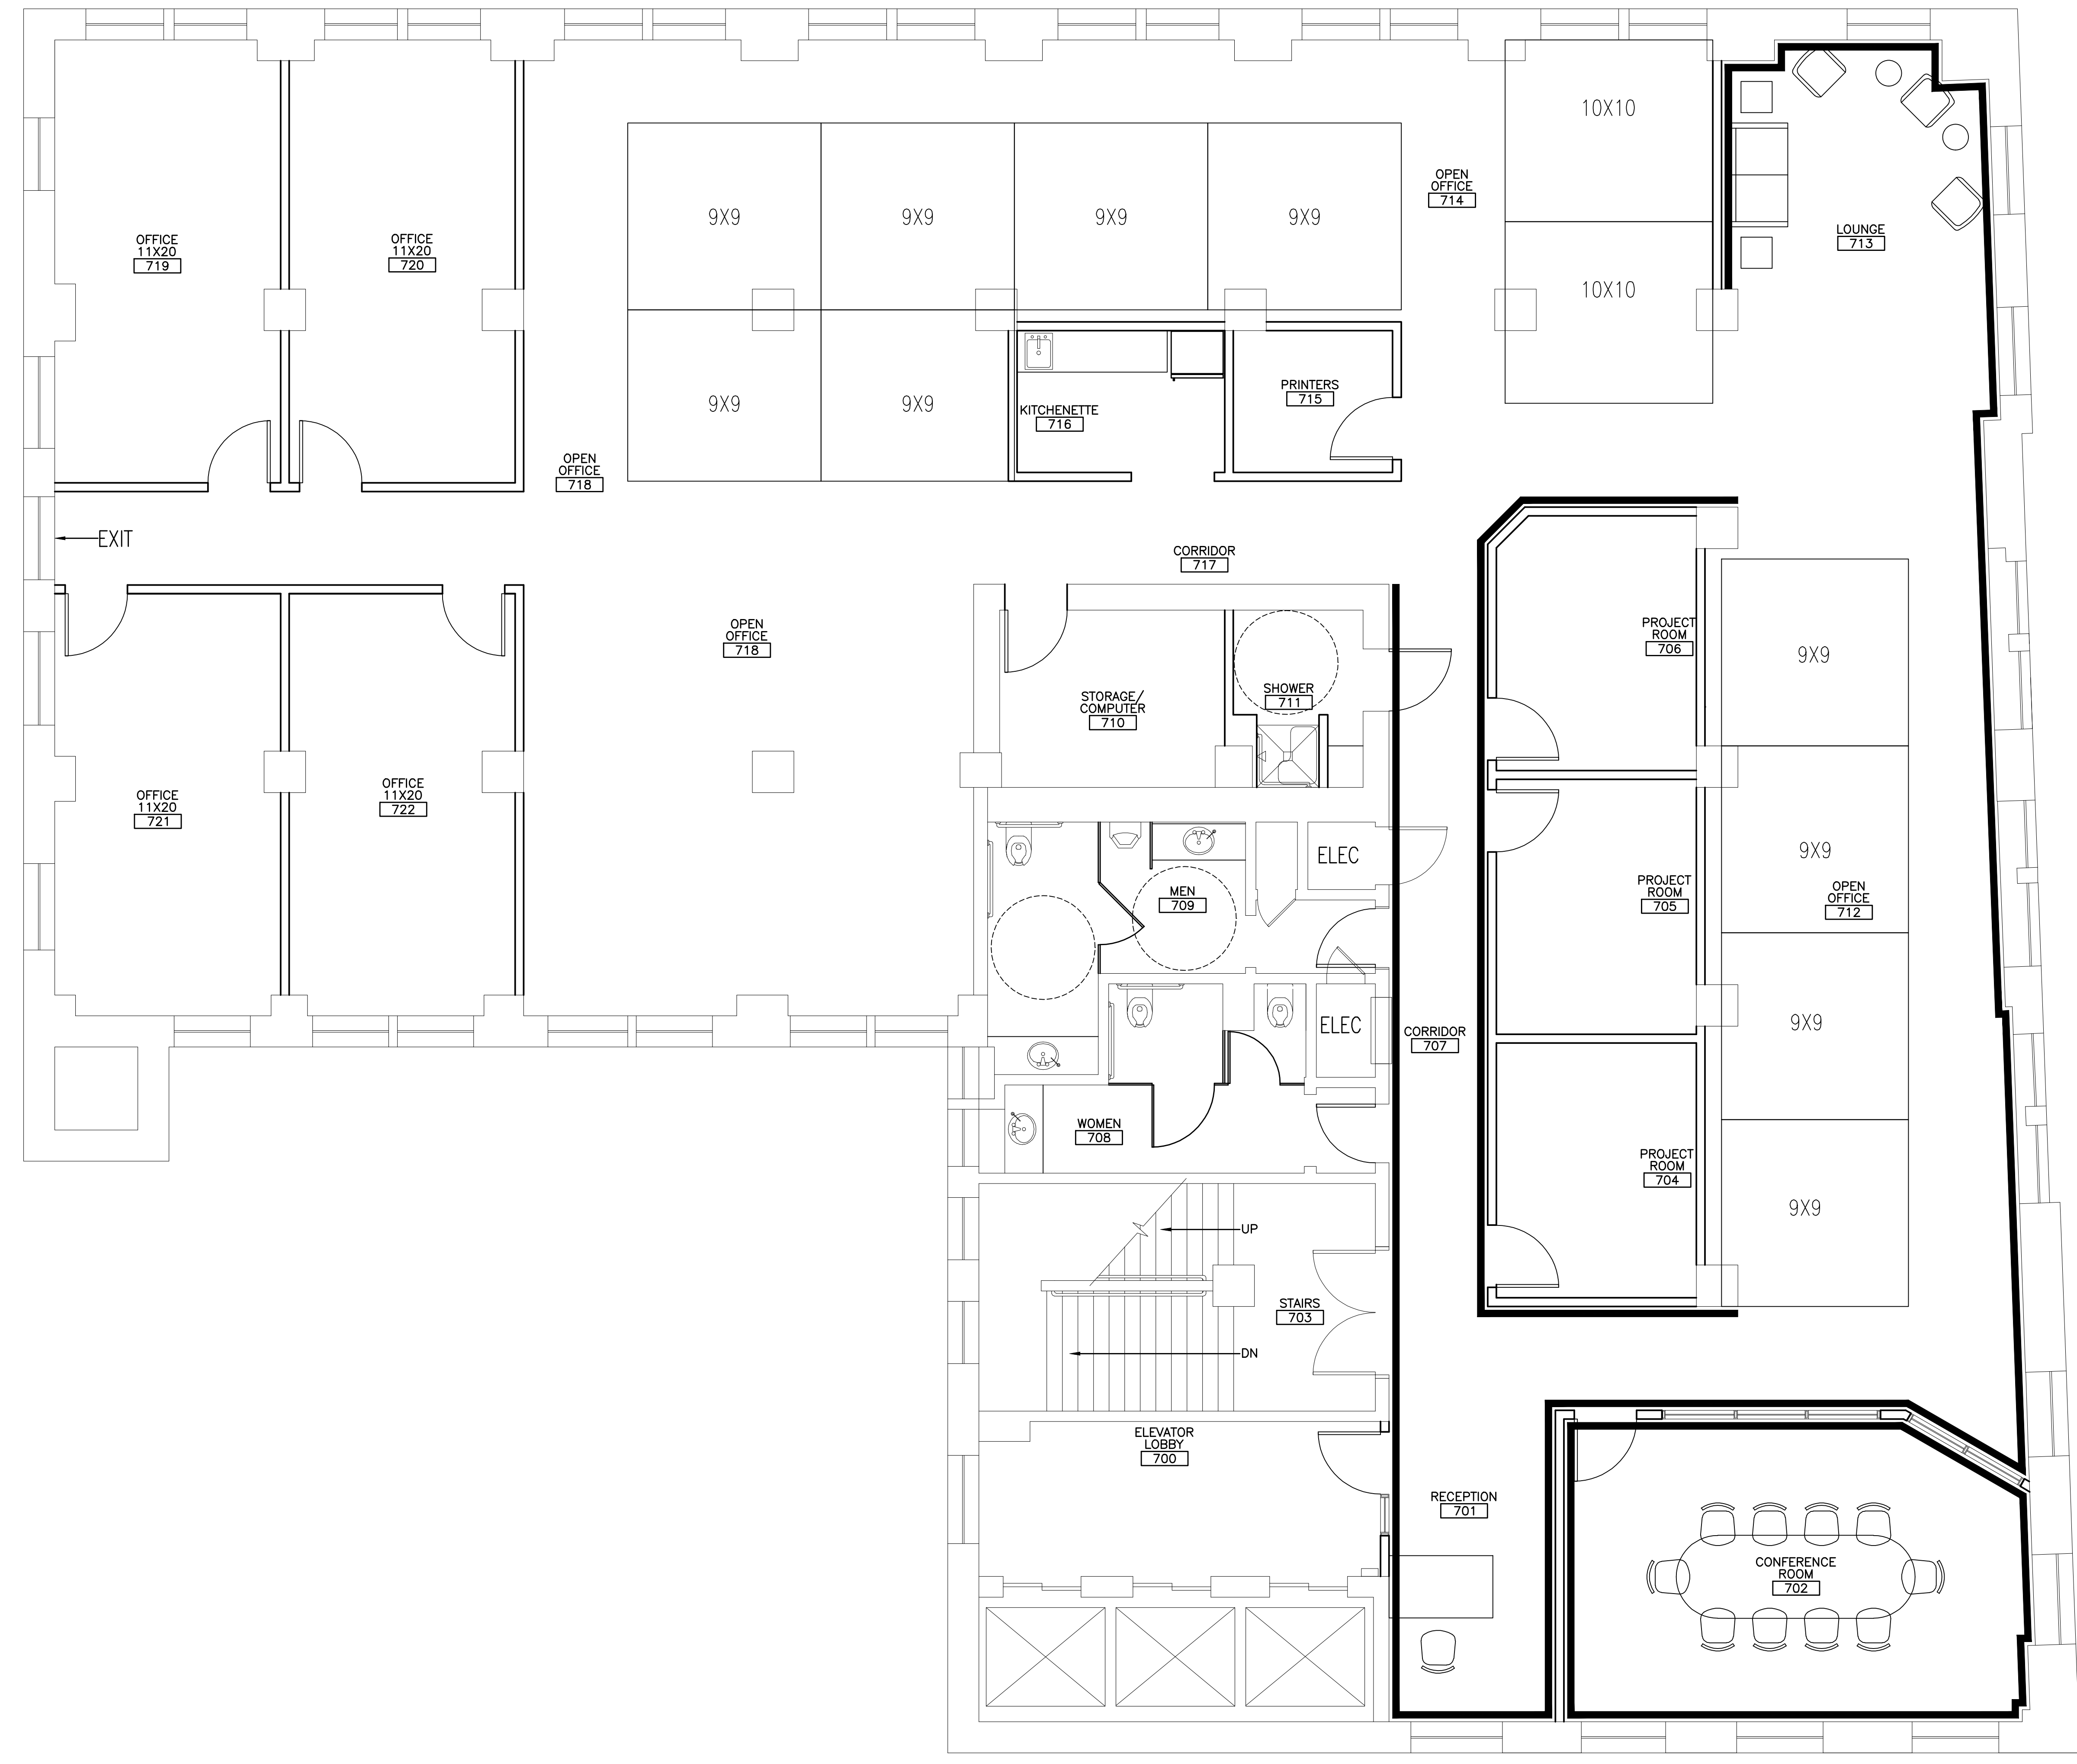 10X10
OPEN
OFFICE
714
9X9
9X9
9X9
9X9
LOUNGE
713
OFFICE
11X20
719
OFFICE
11X20
720
10X10
PRINTERS
715
9X9
9X9
KITCHENETTE
716
OPEN
OFFICE
718
EXIT
CORRIDOR
717
OPEN
OFFICE
718
PROJECT
ROOM
706
9X9
SHOWER
711
STORAGE/
COMPUTER
710
OFFICE
11X20
721
OFFICE
11X20
722
ELEC
9X9
MEN
709
PROJECT
ROOM
705
OPEN
OFFICE
712
ELEC
CORRIDOR
707
9X9
WOMEN
708
PROJECT
ROOM
704
9X9
UP
STAIRS
703
DN
ELEVATOR
LOBBY
700
RECEPTION
701
CONFERENCE
ROOM
702